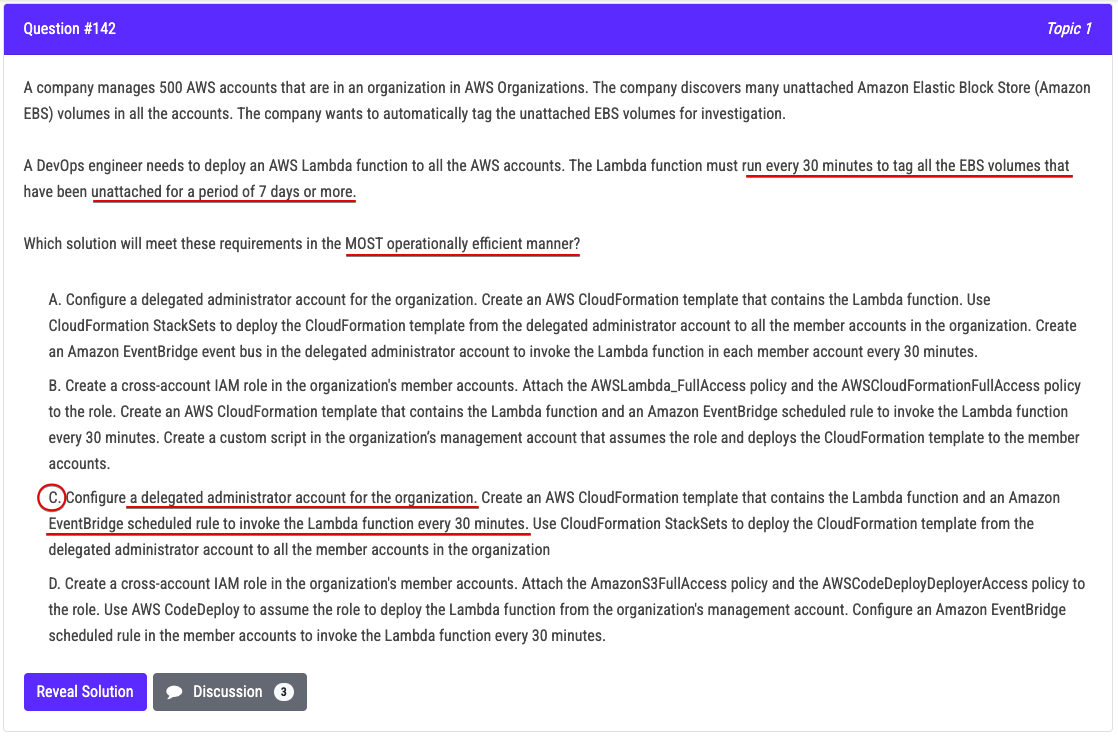 Question #142
Topic 1
A company manages 500 AWS accounts that are in an organization in AWS Organizations. The company discovers many unattached Amazon Elastic Block Store (Amazon
EBS) volumes in all the accounts. The company wants to automatically tag the unattached EBS volumes for investigation.
A DevOps engineer needs to deploy an AWS Lambda function to all the AWS accounts. The Lambda function must run every 30 minutes to tag all the EBS volumes that
have been unattached for a period of 7 days or more.
Which solution will meet these requirements in the MOST operationally efficient manner?
A. Configure a delegated administrator account for the organization. Create an AWS CloudFormation template that contains the Lambda function. Use
CloudFormation StackSets to deploy the CloudFormation template from the delegated administrator account to all the member accounts in the organization. Create
an Amazon EventBridge event bus in the delegated administrator account to invoke the Lambda function in each member account every 30 minutes.
B. Create a cross-account IAM role in the organization's member accounts. Attach the AWSLambda_FullAccess policy and the AWSCloudFormationFullAccess policy
to the role. Create an AWS CloudFormation template that contains the Lambda function and an Amazon EventBridge scheduled rule to invoke the Lambda function
every 30 minutes. Create a custom script in the organization’s management account that assumes the role and deploys the CloudFormation template to the member
accounts.
C. Configure a delegated administrator account for the organization. Create an AWS CloudFormation template that contains the Lambda function and an Amazon
EventBridge scheduled rule to invoke the Lambda function every 30 minutes. Use CloudFormation StackSets to deploy the CloudFormation template from the
delegated administrator account to all the member accounts in the organization
D. Create a cross-account IAM role in the organization's member accounts. Attach the AmazonS3FullAccess policy and the AWSCodeDeployDeployerAccess policy to
the role. Use AWS CodeDeploy to assume the role to deploy the Lambda function from the organization's management account. Configure an Amazon EventBridge
scheduled rule in the member accounts to invoke the Lambda function every 30 minutes.
Reveal Solution
Discussion 3